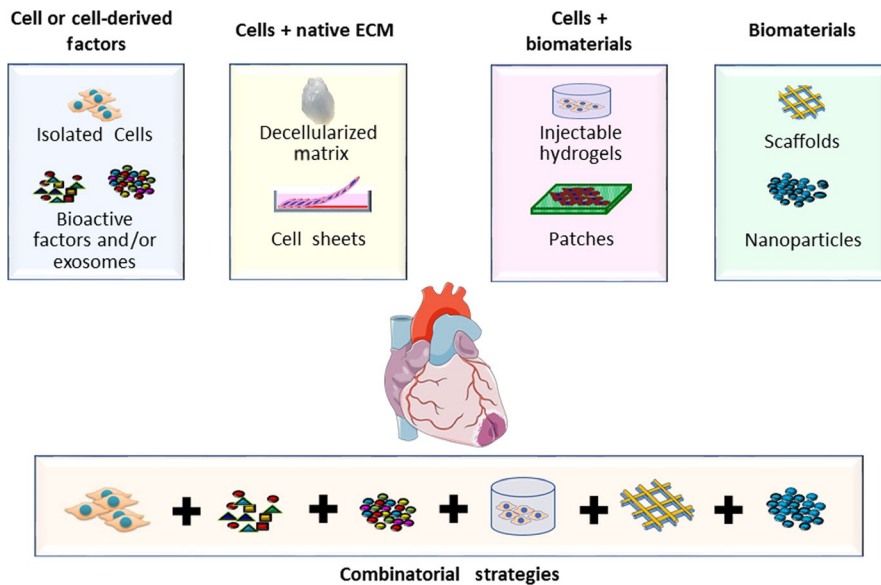 Cell or cell-derived
factors
Cells + native ECM
Cells +
biomaterials
Biomaterials
Isolated Cells
Bioactive
factors and/or
exosomes
Decellularized
matrix
Cell sheets
Injectable
hydrogels
Patches
Scaffolds
Nanoparticles
Combinatorial strategies